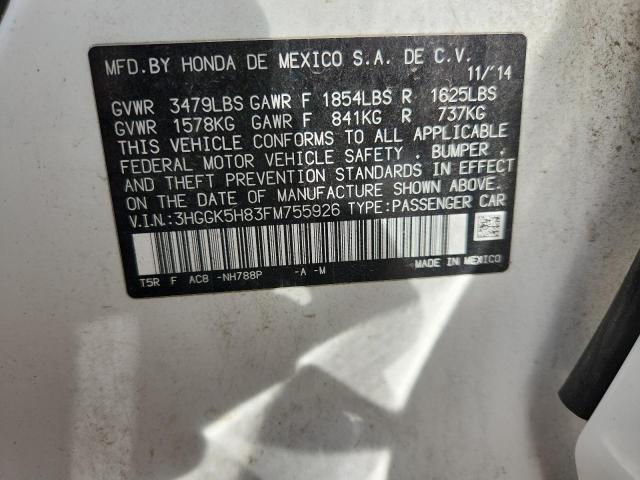 MFD. BY HONDA DE MEXICO S.A. DE C.V.
11/'14
GVWR 3479LBS GAWR F 1854LBS R 1625LBS
GVWR 1578KG GAWR F 841KG R 737KG
THIS VEHICLE CONFORMS TO ALL APPLICABLE
FEDERAL MOTOR VEHICLE SAFETY , BUMPER ,
AND THEFT PREVENTION STANDARDS IN EFFECT
ON THE DATE OF MANUFACTURE SHOWN ABOVE.
V.I.N.:3HGGK5H83FM755926 TYPE:PASSENGER CAR
T5R F AC8 -NH788P -A -M MADE IN MEXICO